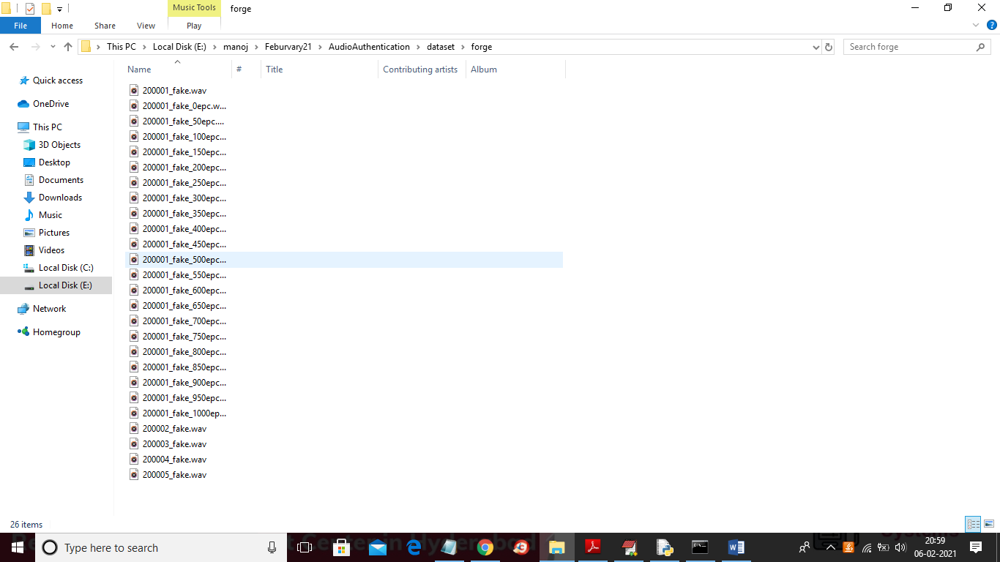 Music Tools
forge
File
Home
Share
View
Play
This PC
Local Disk (E:)
manoj
Feburvary21
AudioAuthentication
dataset
forge
Search forge
Name
#
Title
Contributing artists
Album
Quick access
OneDrive
This PC
3D Objects
Desktop
Documents
Downloads
Music
Pictures
Videos
Local Disk (C:)
Local Disk (E:)
Network
Homegroup
200001_fake.wav
200001_fake_0epc.w...
200001_fake_50epc....
200001_fake_100epc...
200001_fake_150epc...
200001_fake_200epc...
200001_fake_250epc...
200001_fake_300epc...
200001_fake_350epc...
200001_fake_400epc...
200001_fake_450epc...
200001_fake_500epc...
200001_fake_550epc...
200001_fake_600epc...
200001_fake_650epc...
200001_fake_700epc...
200001_fake_750epc...
200001_fake_800epc...
200001_fake_850epc...
200001_fake_900epc...
200001_fake_950epc...
200001_fake_1000ep...
200002_fake.wav
200003_fake.wav
200004_fake.wav
200005_fake.wav
26 items
Type here to search
20:59
06-02-2021